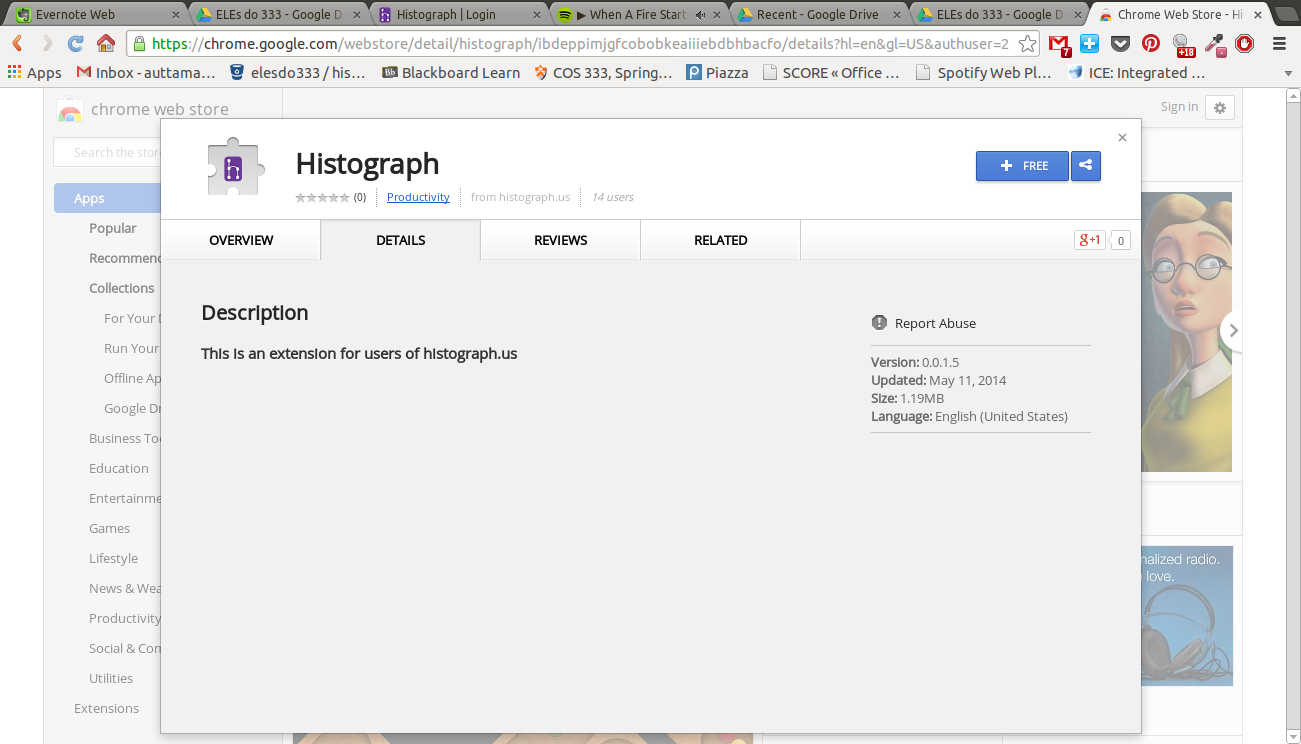 Evernote Web
ELEs do 333 - Google D
Histograph | Login
▶ When A Fire Start
Recent - Google Drive
ELEs do 333 - Google D
Chrome Web Store - Hi
https://chrome.google.com/webstore/detail/histograph/ibdeppimjgfcobobkeaiiiebdbhbacfo/details?hl=en&gl=US&authuser=2
7
+18
Apps
Inbox - auttama...
elesdo333 / his...
Bb Blackboard Learn
COS 333, Spring...
Piazza
SCORE « Office ...
Spotify Web Pl...
ICE: Integrated ...
chrome web store
Sign in
Search the store
Apps
Popular
Recommend
Collections
For Your D
Run Your
Offline Ap
Google Dr
Business Too
Education
Entertainme
Games
Lifestyle
News & Wea
Productivity
Social & Com
Utilities
Extensions
Histograph
(0)
Productivity
from histograph.us
14 users
FREE
OVERVIEW
DETAILS
REVIEWS
RELATED
g+1
0
Description
This is an extension for users of histograph.us
Report Abuse
Version: 0.0.1.5
Updated: May 11, 2014
Size: 1.19MB
Language: English (United States)
nalized radio.
love.